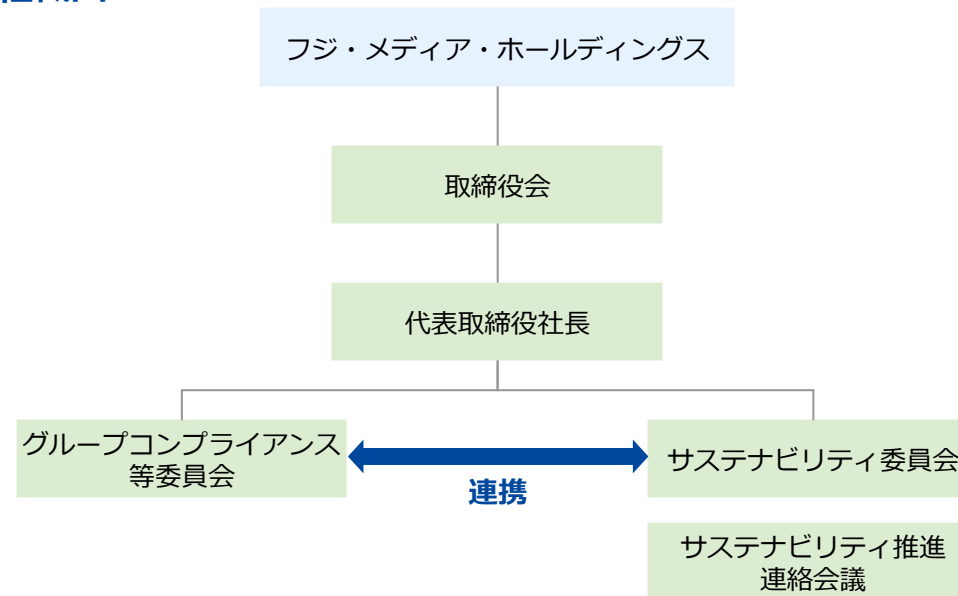 フジ・メディア・ホールディングス
取締役会
代表取締役社長
グループコンプライアンス
等委員会
連携
サステナビリティ委員会
サステナビリティ推進
連絡会議